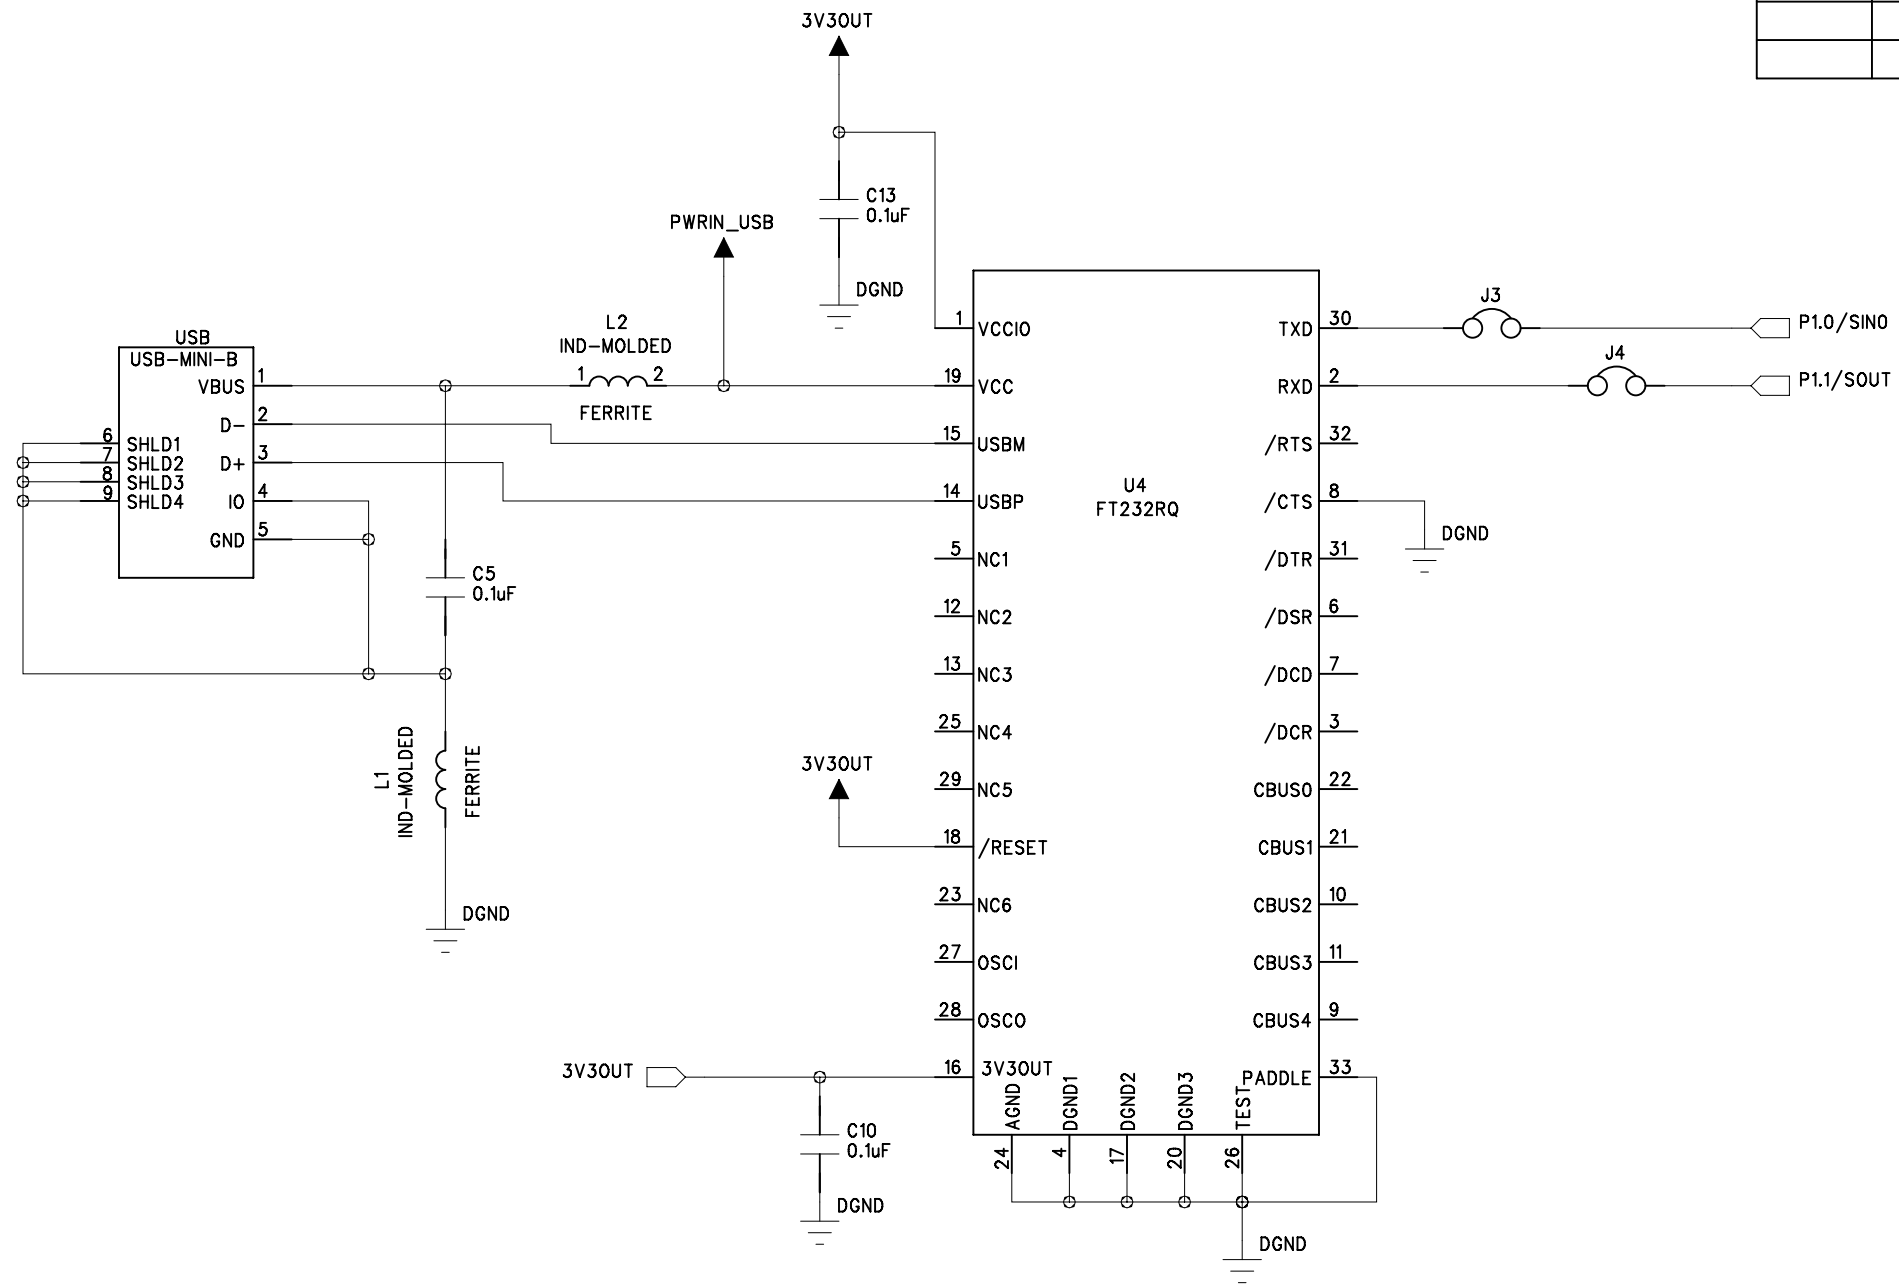 3V3OUT
C13
0.1uF
DGND
PWRIN_USB
L2
IND-MOLDED
1 2
FERRITE
USB
USB-MINI-B
VBUS 1
D- 2
D+ 3
IO 4
GND 5
6 SHLD1
7 SHLD2
8 SHLD3
9 SHLD4
C5
0.1uF
L1
IND-MOLDED
FERRITE
DGND
3V3OUT
3V3OUT
C10
0.1uF
DGND
U4
FT232RQ
1 VCCIO
19 VCC
15 USBM
14 USBP
5 NC1
12 NC2
13 NC3
25 NC4
29 NC5
18 /RESET
23 NC6
27 OSCI
28 OSCO
16 3V3OUT
TXD 30
RXD 2
/RTS 32
/CTS 8
/DTR 31
/DSR 6
/DCD 7
/DCR 3
CBUS0 22
CBUS1 21
CBUS2 10
CBUS3 11
CBUS4 9
PADDLE 33
AGND 24
DGND1 4
DGND2 17
DGND3 20
TEST 26
DGND
J3
P1.0/SIN0
J4
P1.1/SOUT
DGND